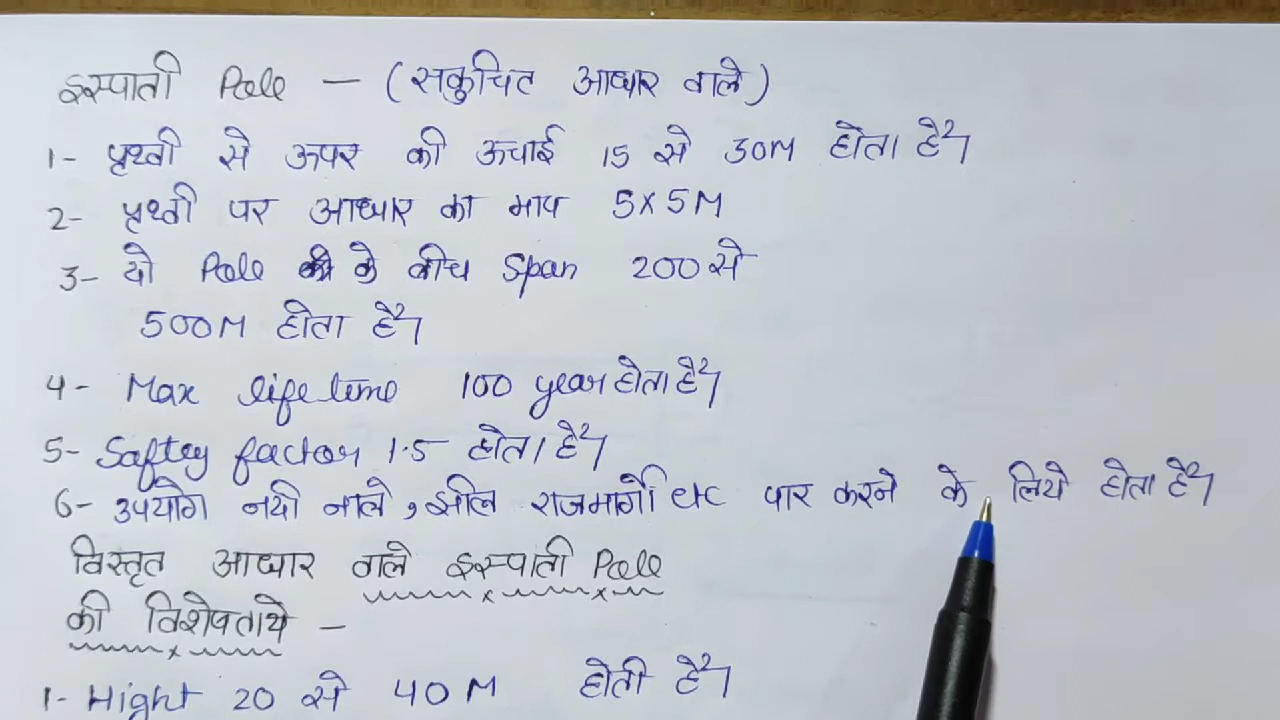 इस्पाती Pole — (सकुचित आधार वाले)
1- पृथ्वी से ऊपर की ऊचाई 15 से 30M होता है।
2- पृथ्वी पर आधार का माप 5x5M
3- दो Pole के बीच Span 200 से
500M होता है।
4- Max life time 100 year होता है।
5- Saftey factor 1.5 होता है।
6- उपयोग नदी नाले, झील राजमार्गो etc पार करने के लिये होता है।
विस्तृत आधार वाले इस्पाती Pole
की विशेषताये —
1- Hight 20 से 40M होती है।